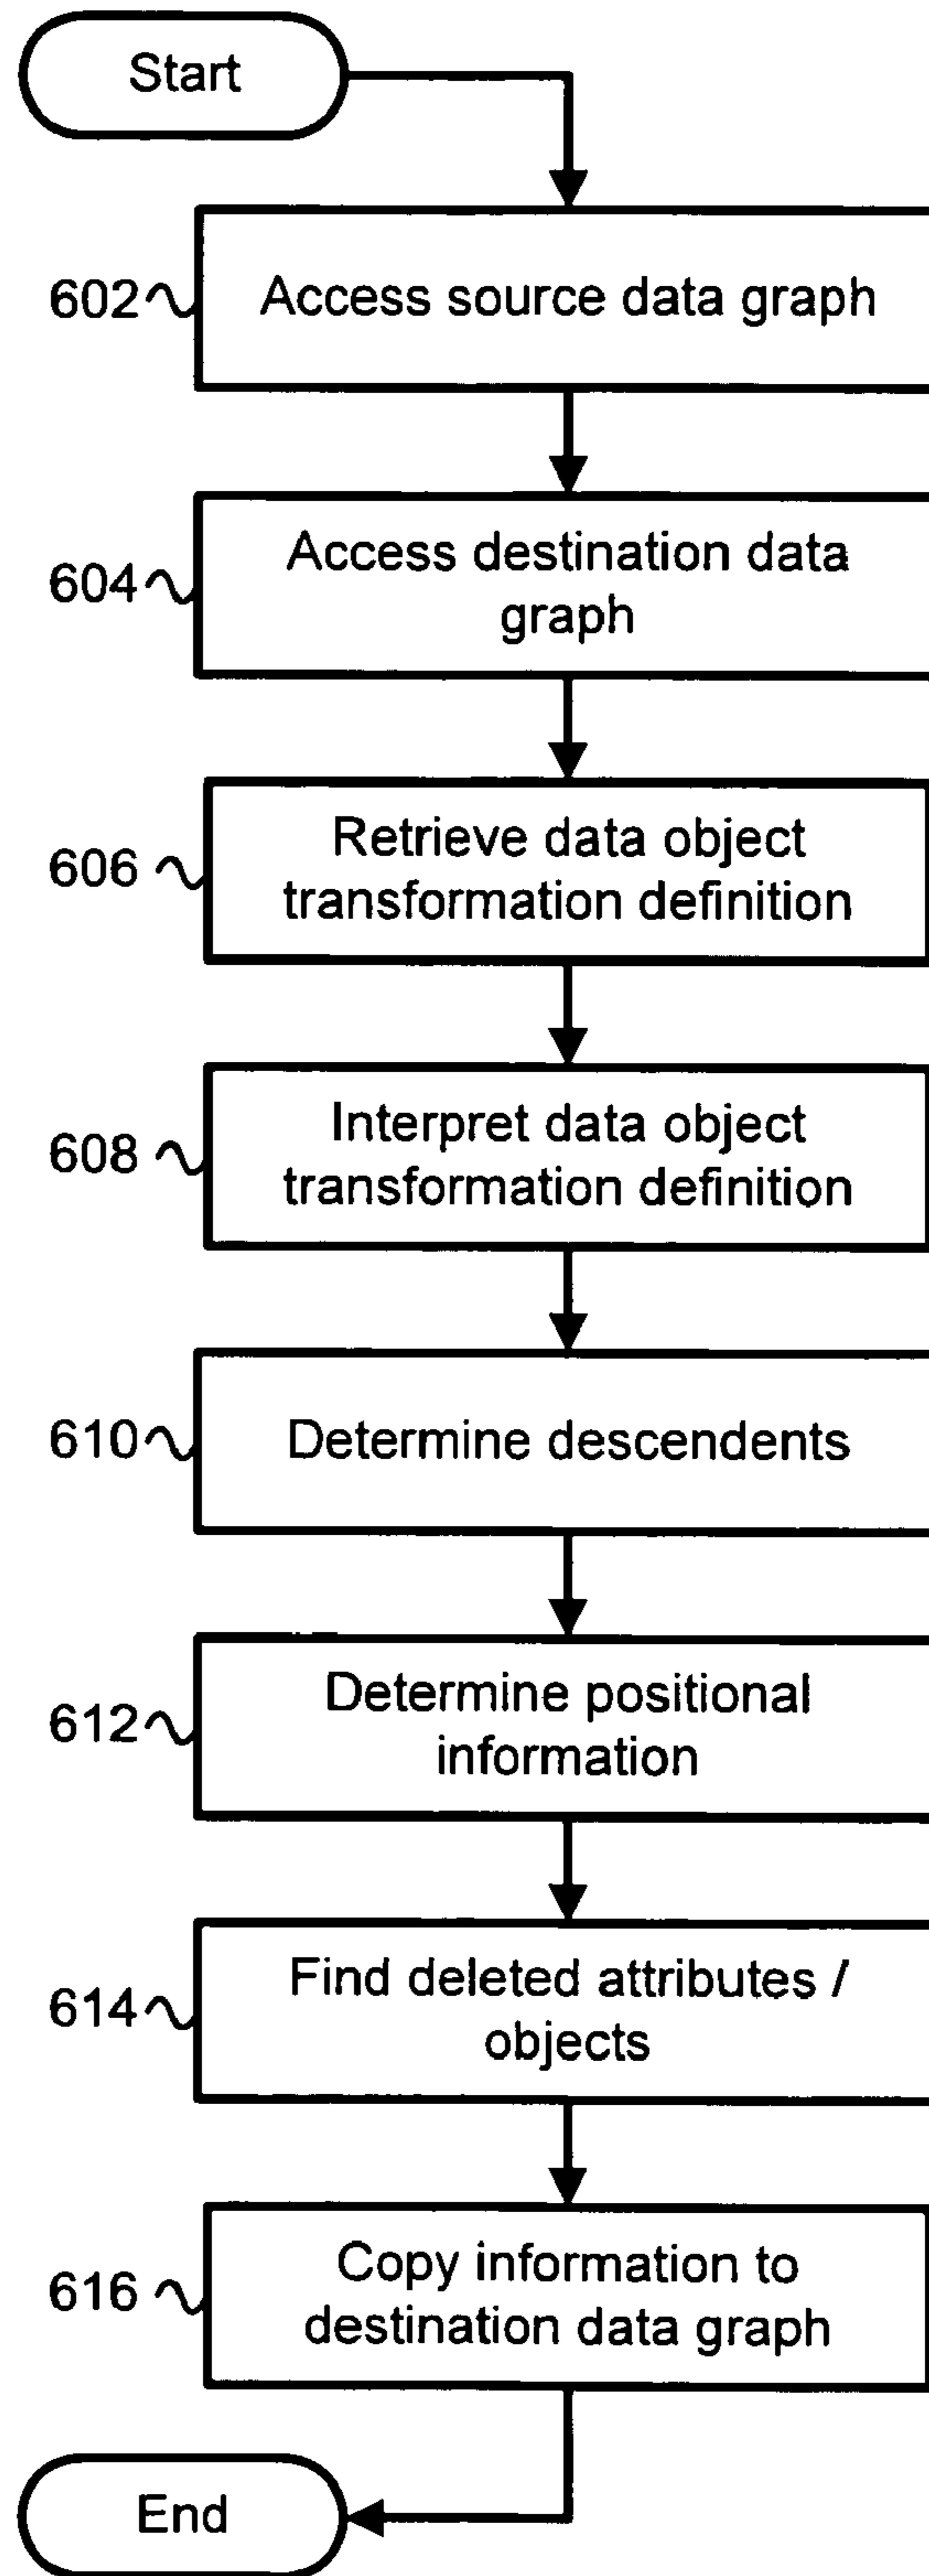 Start
602
Access source data graph
604
Access destination data
graph
606
Retrieve data object
transformation definition
608
Interpret data object
transformation definition
610
Determine descendents
612
Determine positional
information
614
Find deleted attributes /
objects
616
Copy information to
destination data graph
End